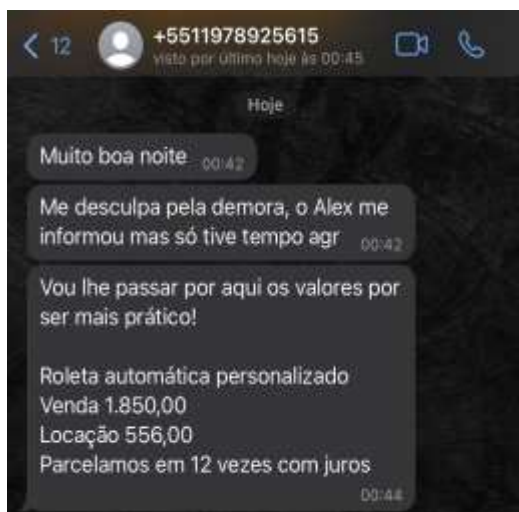 12
+5511978925615
visto por último hoje às 00:45
Hoje
Muito boa noite 00:42
Me desculpa pela demora, o Alex me
informou mas só tive tempo agr 00:42
Vou lhe passar por aqui os valores por
ser mais prático!
Roleta automática personalizado
Venda 1.850,00
Locação 556,00
Parcelamos em 12 vezes com juros
00:44